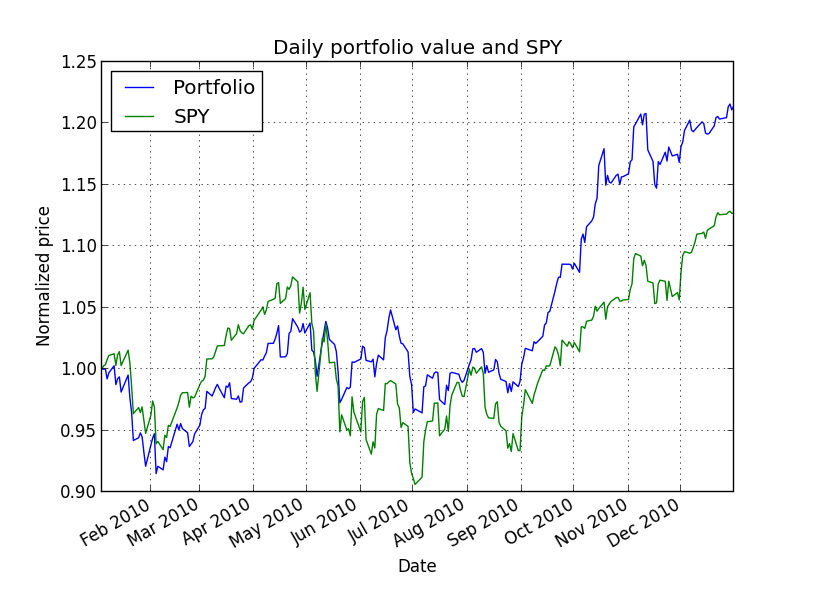 Daily portfolio value and SPY
Portfolio
SPY
1.25
1.20
1.15
1.10
1.05
1.00
0.95
0.90
Normalized price
Feb 2010
Mar 2010
Apr 2010
May 2010
Jun 2010
Jul 2010
Aug 2010
Sep 2010
Oct 2010
Nov 2010
Dec 2010
Date